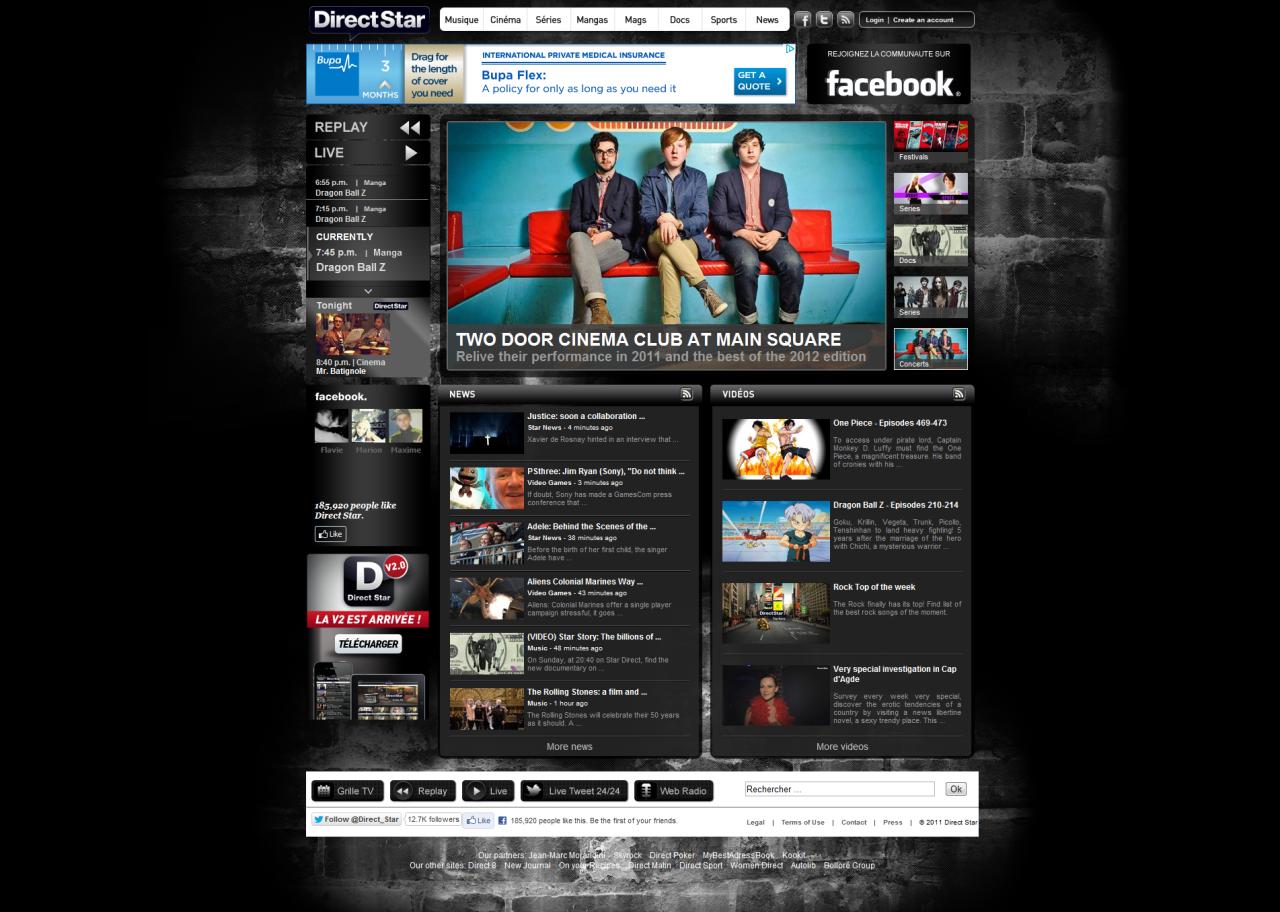 Direct Star
Musique Cinéma Séries Mangas Mags Docs Sports News
Login | Create an account
Bupa
3
MONTHS
Drag for
the length
of cover
you need
INTERNATIONAL PRIVATE MEDICAL INSURANCE
Bupa Flex:
A policy for only as long as you need it
GET A
QUOTE
REJOIGNEZ LA COMMUNAUTE SUR
facebook®
REPLAY
LIVE
6:55 p.m. | Manga
Dragon Ball Z
7:15 p.m. | Manga
Dragon Ball Z
CURRENTLY
7:45 p.m. | Manga
Dragon Ball Z
Tonight
Direct Star
8:40 p.m. | Cinema
Mr. Batignole
TWO DOOR CINEMA CLUB AT MAIN SQUARE
Relive their performance in 2011 and the best of the 2012 edition
Festivals
Series
Docs
Series
Concerts
facebook.
Flavie Marion Maxime
185,920 people like
Direct Star.
Like
D
V2.0
Direct Star
LA V2 EST ARRIVÉE !
TÉLÉCHARGER
NEWS
Justice: soon a collaboration ...
Star News - 4 minutes ago
Xavier de Rosnay hinted in an interview that ...
PSthree: Jim Ryan (Sony), "Do not think ...
Video Games - 3 minutes ago
If doubt, Sony has made a GamesCom press
conference that ...
Adele: Behind the Scenes of the ...
Star News - 38 minutes ago
Before the birth of her first child, the singer
Adele have ...
Aliens Colonial Marines Way ...
Video Games - 43 minutes ago
Aliens: Colonial Marines offer a single player
campaign stressful, it goes ...
(VIDEO) Star Story: The billions of ...
Music - 48 minutes ago
On Sunday, at 20:40 on Star Direct, find the
new documentary on ...
The Rolling Stones: a film and ...
Music - 1 hour ago
The Rolling Stones will celebrate their 50 years
as it should. A ...
More news
VIDÉOS
One Piece - Episodes 469-473
To access under pirate lord, Captain
Monkey D. Luffy must find the One
Piece, a magnificent treasure. His band
of cronies with his ...
Dragon Ball Z - Episodes 210-214
Goku, Krillin, Vegeta, Trunk, Picollo,
Tenshinhan to land heavy fighting! 5
years after the marriage of the hero
with Chichi, a mysterious warrior ...
Direct Star
Rock Top of the week
The Rock finally has its top! Find list of
the best rock songs of the moment.
Very special investigation in Cap
d'Agde
Survey every week very special,
discover the erotic tendencies of a
country by visiting a news libertine
novel, a sexy trendy place. This ...
More videos
Grille TV Replay Live Live Tweet 24/24 Web Radio
Rechercher ...
Ok
Follow @Direct_Star 12.7K followers Like 185,920 people like this. Be the first of your friends.
Legal | Terms of Use | Contact | Press | © 2011 Direct Star
Our partners: Jean-Marc Morandini Skyrock Direct Poker MyBestAdressBook Kookit
Our other sites: Direct 8 New Journal On your Recipes Direct Matin Direct Sport Women Direct Autolib Bolloré Group